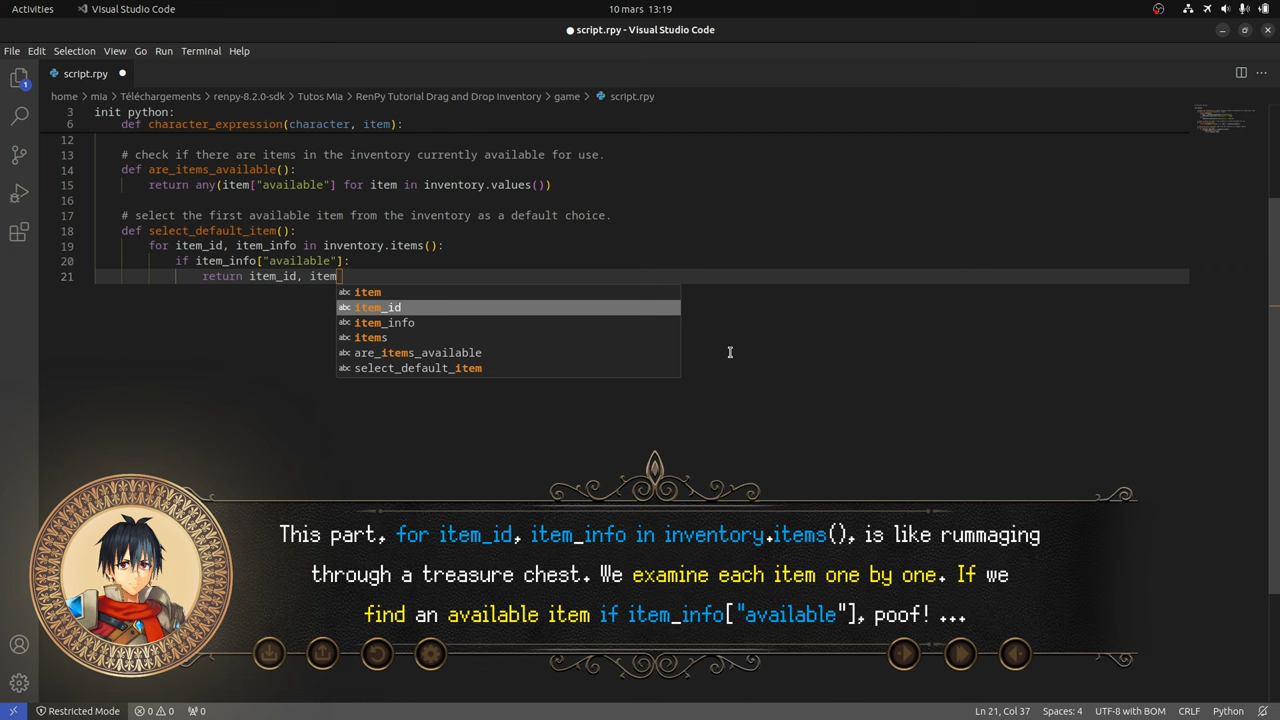 Activities
Visual Studio Code
10 mars 13:19
● script.rpy - Visual Studio Code
File Edit Selection View Go Run Terminal Help
script.rpy
home > mia > Téléchargements > renpy-8.2.0-sdk > Tutos Mia > RenPy Tutorial Drag and Drop Inventory > game > script.rpy
3 init python:
6 def character_expression(character, item):
12
13 # check if there are items in the inventory currently available for use.
14 def are_items_available():
15 return any(item["available"] for item in inventory.values())
16
17 # select the first available item from the inventory as a default choice.
18 def select_default_item():
19 for item_id, item_info in inventory.items():
20 if item_info["available"]:
21 return item_id, item
abc item
abc item_id
abc item_info
abc items
abc are_items_available
abc select_default_item
1
This part, for item_id, item_info in inventory.items(), is like rummaging
through a treasure chest. We examine each item one by one. If we
find an available item if item_info["available"], poof! ...
Restricted Mode 0 0 0 Ln 21, Col 37 Spaces: 4 UTF-8 with BOM CRLF Python